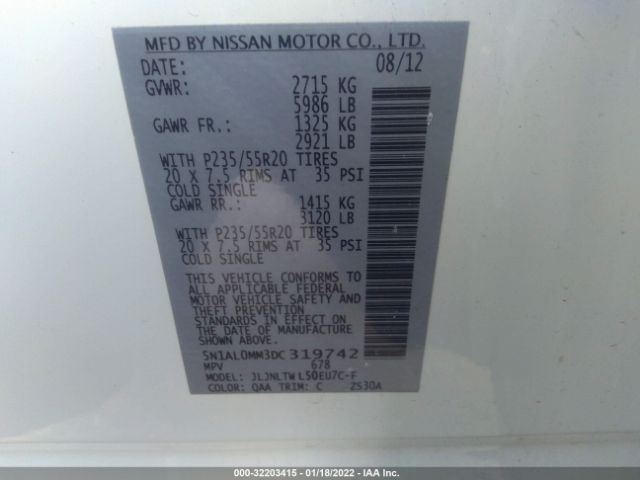 MFD BY NISSAN MOTOR CO., LTD.
DATE: 08/12
GVWR: 2715 KG
5986 LB
GAWR FR.: 1325 KG
2921 LB
WITH P235/55R20 TIRES
20 X 7.5 RIMS AT 35 PSI
COLD SINGLE
GAWR RR.: 1415 KG
3120 LB
WITH P235/55R20 TIRES
20 X 7.5 RIMS AT 35 PSI
COLD SINGLE
THIS VEHICLE CONFORMS TO
ALL APPLICABLE FEDERAL
MOTOR VEHICLE SAFETY AND
THEFT PREVENTION
STANDARDS IN EFFECT ON
THE DATE OF MANUFACTURE
SHOWN ABOVE.
5N1AL0MM3DC 319742
MPV 678
MODEL: JLJNLTW L50EU7C-F
COLOR: QAA TRIM: C ZS30A
000-32203415 - 01/18/2022 - IAA Inc.